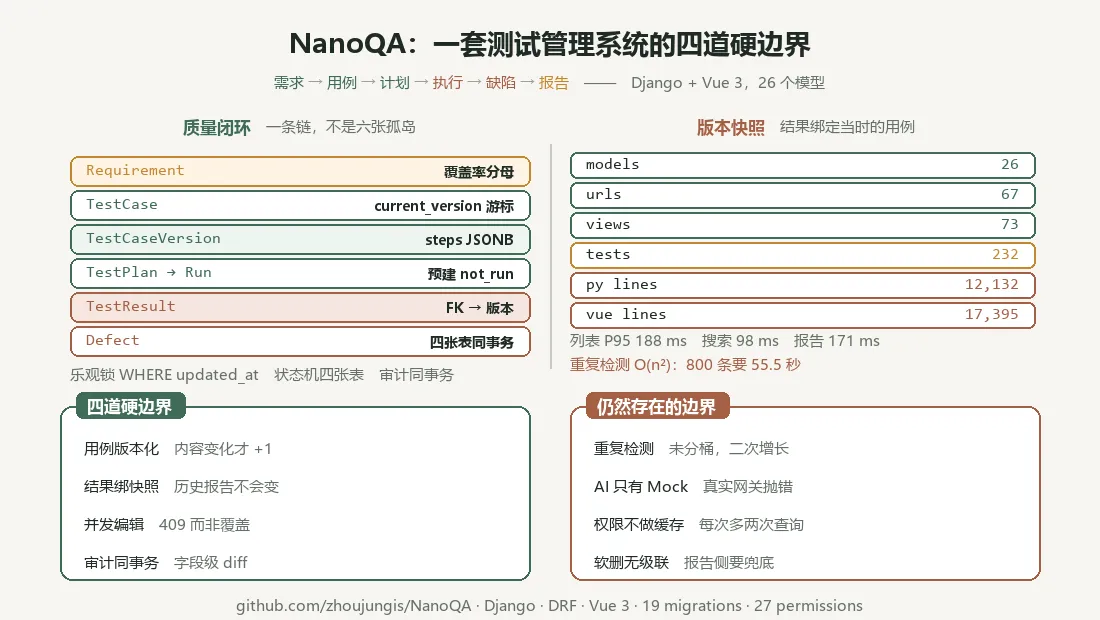 NanoQA：一套测试管理系统的四道硬边界
需求 → 用例 → 计划 → 执行 → 缺陷 → 报告 —— Django + Vue 3，26 个模型
质量闭环 一条链，不是六张孤岛
Requirement 覆盖率分母
TestCase current_version 游标
TestCaseVersion steps JSONB
TestPlan → Run 预建 not_run
TestResult FK → 版本
Defect 四张表同事务
乐观锁 WHERE updated_at 状态机四张表 审计同事务
版本快照 结果绑定当时的用例
models 26
urls 67
views 73
tests 232
py lines 12,132
vue lines 17,395
列表 P95 188 ms 搜索 98 ms 报告 171 ms
重复检测 O(n²)：800 条要 55.5 秒
四道硬边界
用例版本化 内容变化才 +1
结果绑快照 历史报告不会变
并发编辑 409 而非覆盖
审计同事务 字段级 diff
仍然存在的边界
重复检测 未分桶，二次增长
AI 只有 Mock 真实网关抛错
权限不做缓存 每次多两次查询
软删无级联 报告侧要兜底
github.com/zhoujungis/NanoQA · Django · DRF · Vue 3 · 19 migrations · 27 permissions